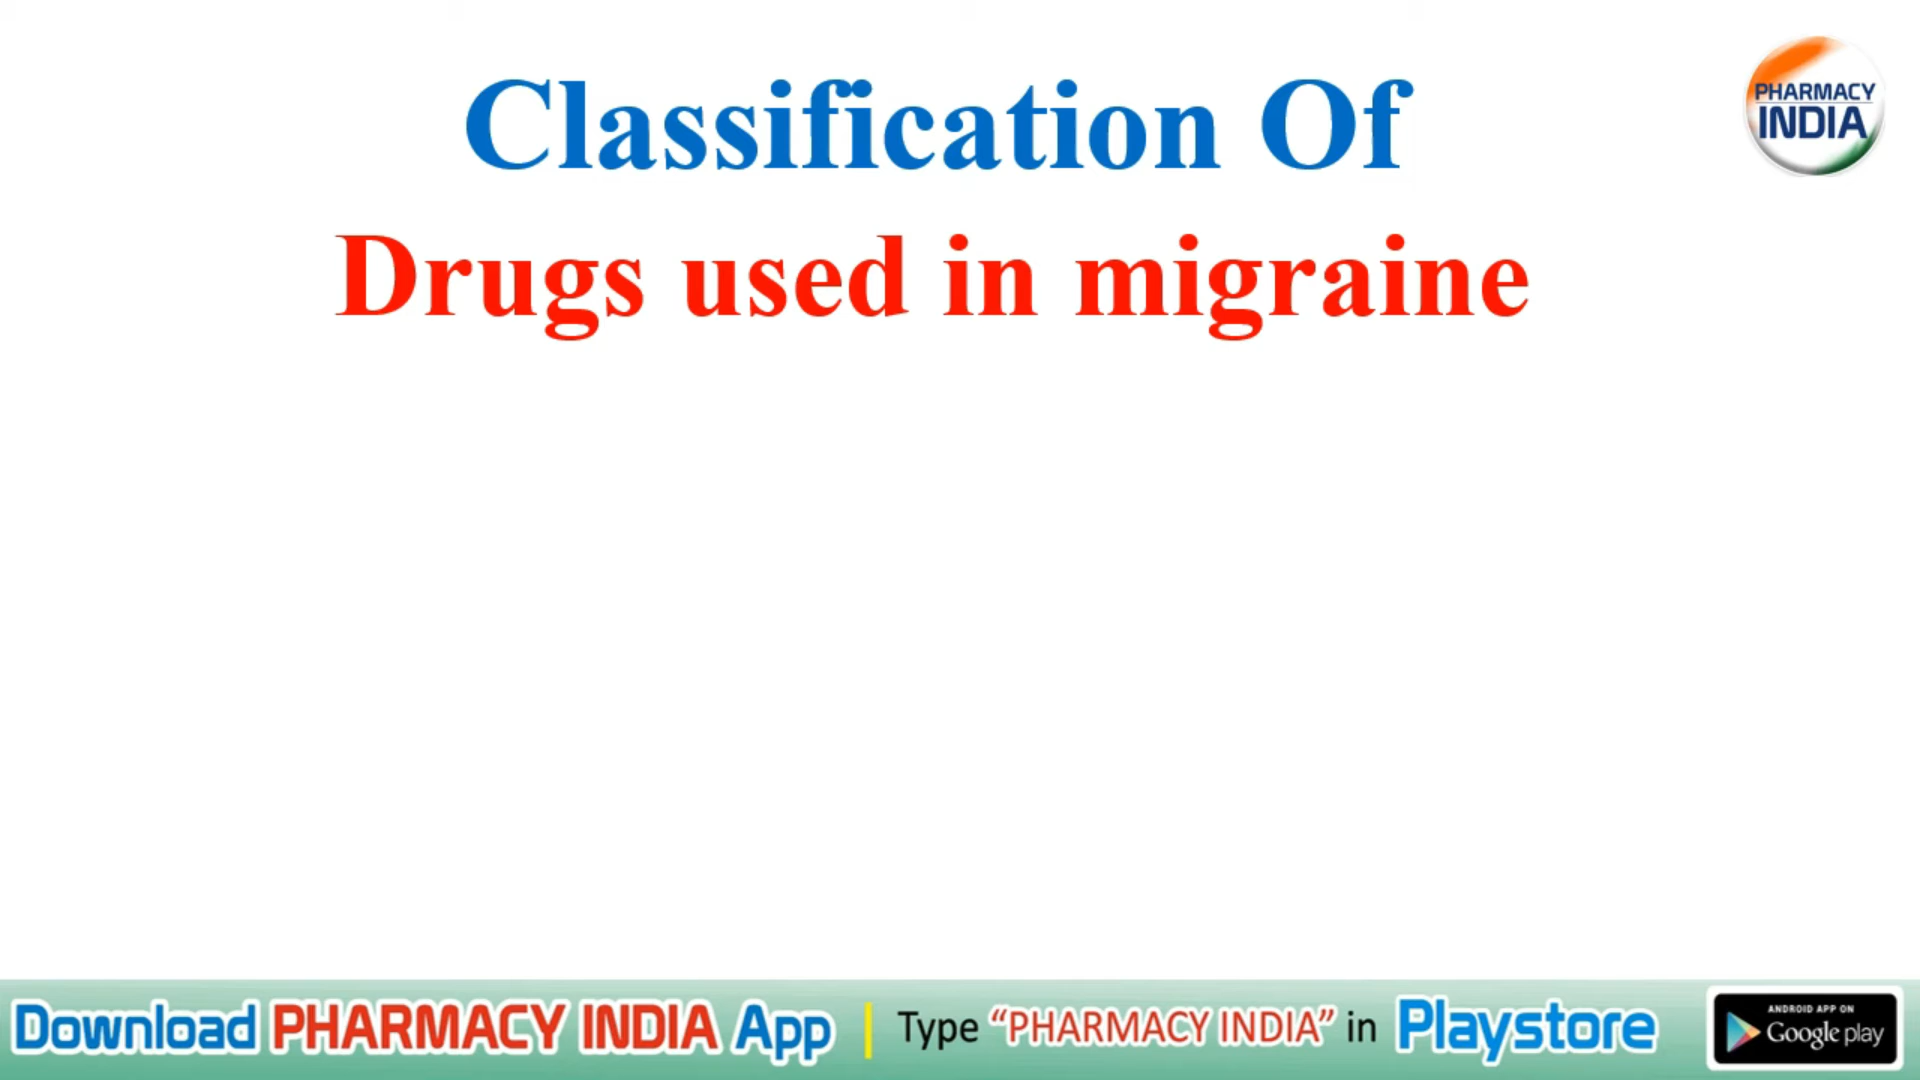 Classification Of
PHARMACY
INDIA
Drugs used in migraine
Download PHARMACY INDIA App | Type “PHARMACY INDIA” in Playstore
ANDROID APP ON
Google play